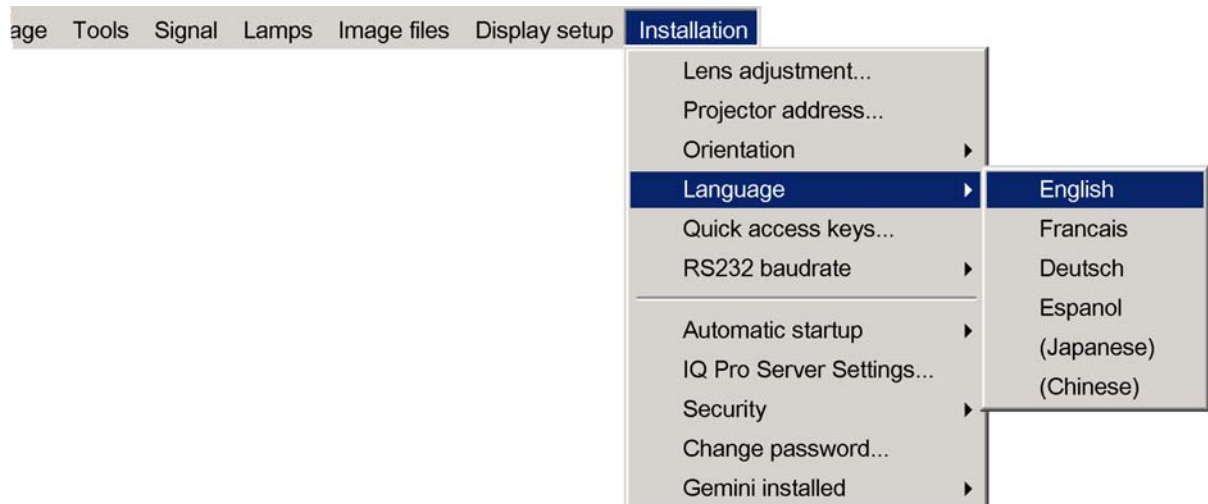 age Tools Signal Lamps Image files Display setup Installation
Lens adjustment...
Projector address...
Orientation
Language
Quick access keys...
RS232 baudrate
Automatic startup
IQ Pro Server Settings...
Security
Change password...
Gemini installed
English
Francais
Deutsch
Espanol
(Japanese)
(Chinese)